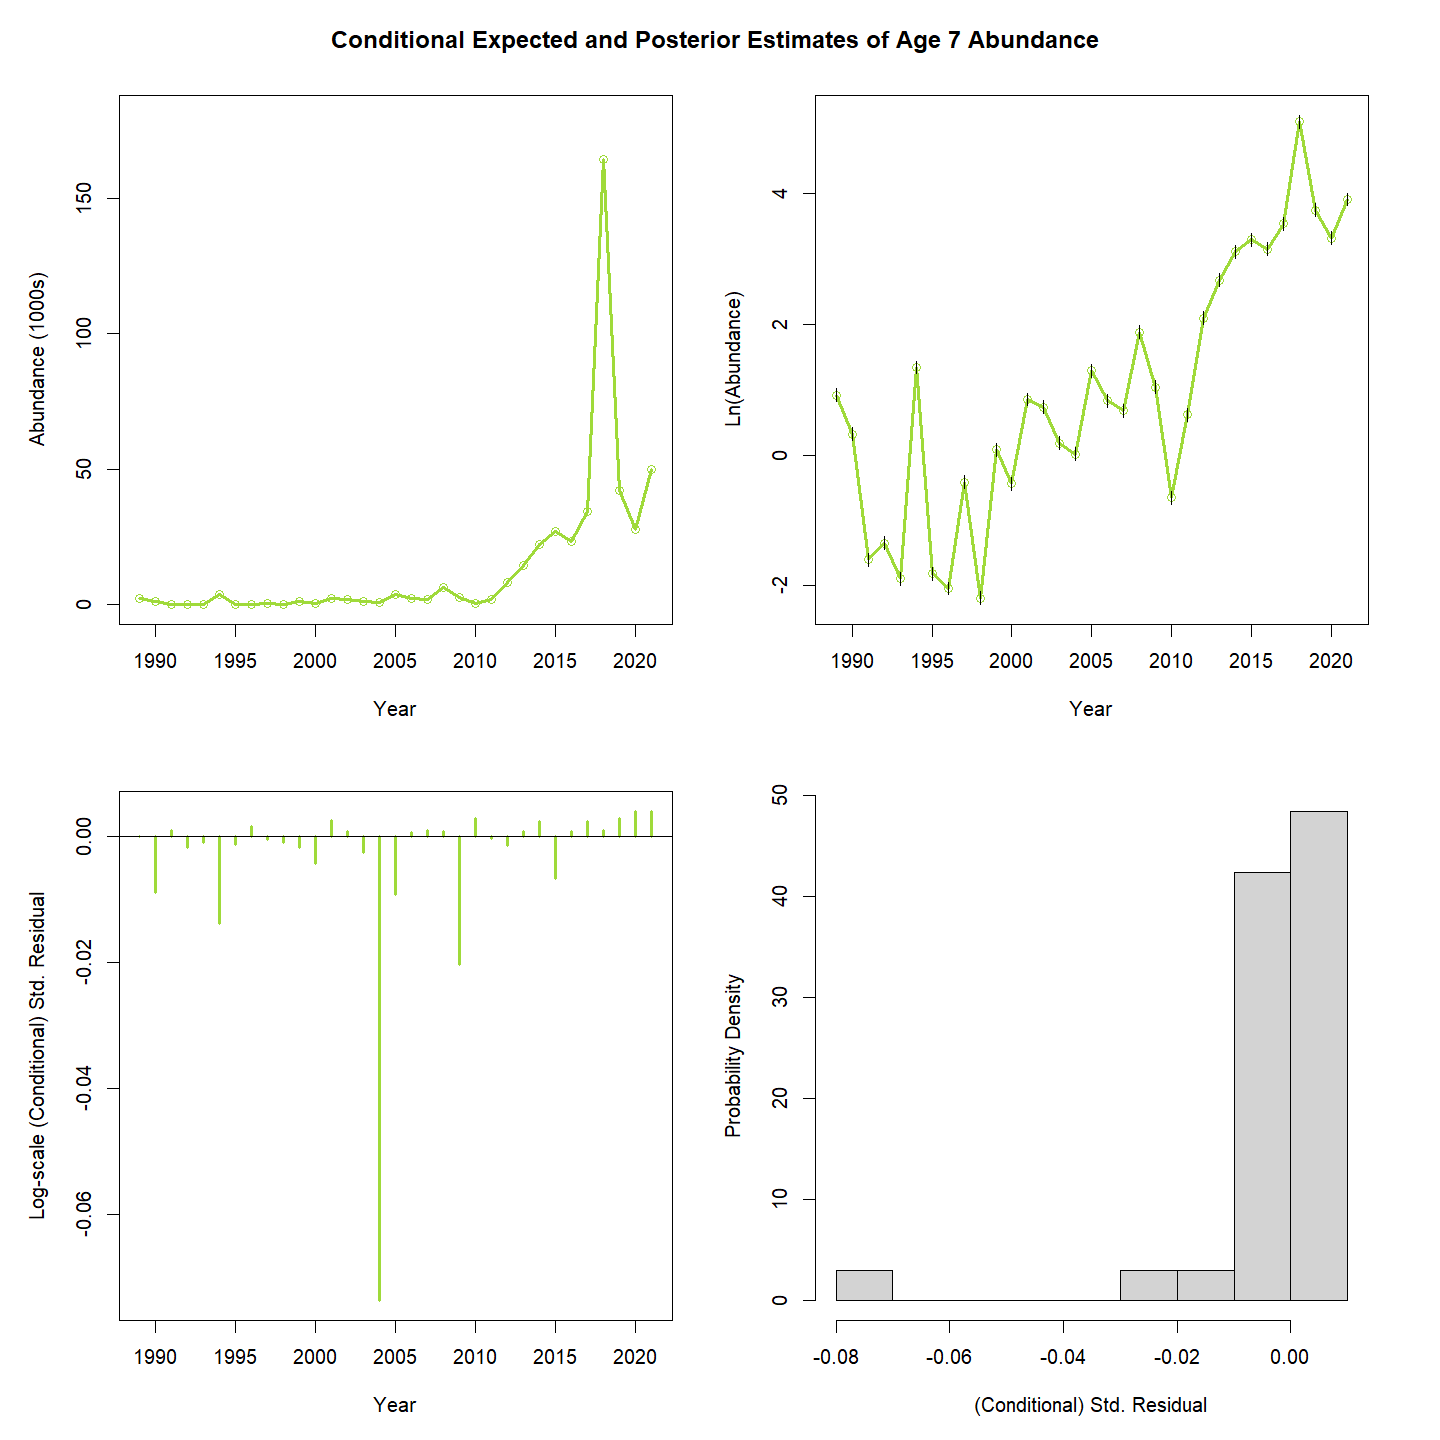 Conditional Expected and Posterior Estimates of Age 7 Abundance
Abundance (1000s)
150
100
50
0
1990 1995 2000 2005 2010 2015 2020
Year
Ln(Abundance)
4
2
0
-2
1990 1995 2000 2005 2010 2015 2020
Year
Log-scale (Conditional) Std. Residual
0.00
-0.02
-0.04
-0.06
1990 1995 2000 2005 2010 2015 2020
Year
Probability Density
50
40
30
20
10
0
-0.08 -0.06 -0.04 -0.02 0.00
(Conditional) Std. Residual